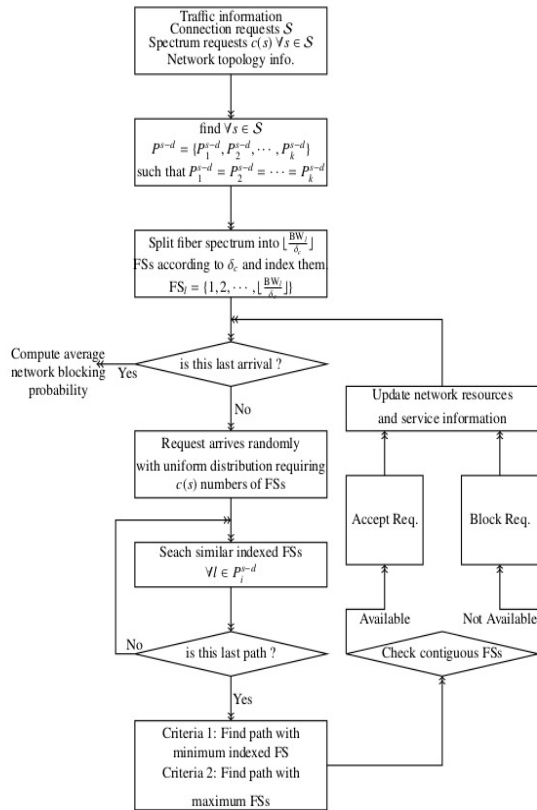 Traffic information
Connection requests 𝒮
Spectrum requests c(s) ∀s ∈ 𝒮
Network topology info.
find ∀s ∈ 𝒮
P^{s−d} = {P_1^{s−d}, P_2^{s−d}, ⋯ , P_k^{s−d}}
such that P_1^{s−d} = P_2^{s−d} = ⋯ = P_k^{s−d}
Split fiber spectrum into ⌊BW_l/δ_c⌋
FSs according to δ_c and index them,
FS_l = {1, 2, ⋯ , ⌊BW_l/δ_c⌋}
is this last arrival ?
Yes
Compute average
network blocking
probability
No
Request arrives randomly
with uniform distribution requiring
c(s) numbers of FSs
Seach similar indexed FSs
∀l ∈ P_i^{s−d}
is this last path ?
No
Yes
Criteria 1: Find path with
minimum indexed FS
Criteria 2: Find path with
maximum FSs
Check contiguous FSs
Available
Not Available
Accept Req.
Block Req.
Update network resources
and service information